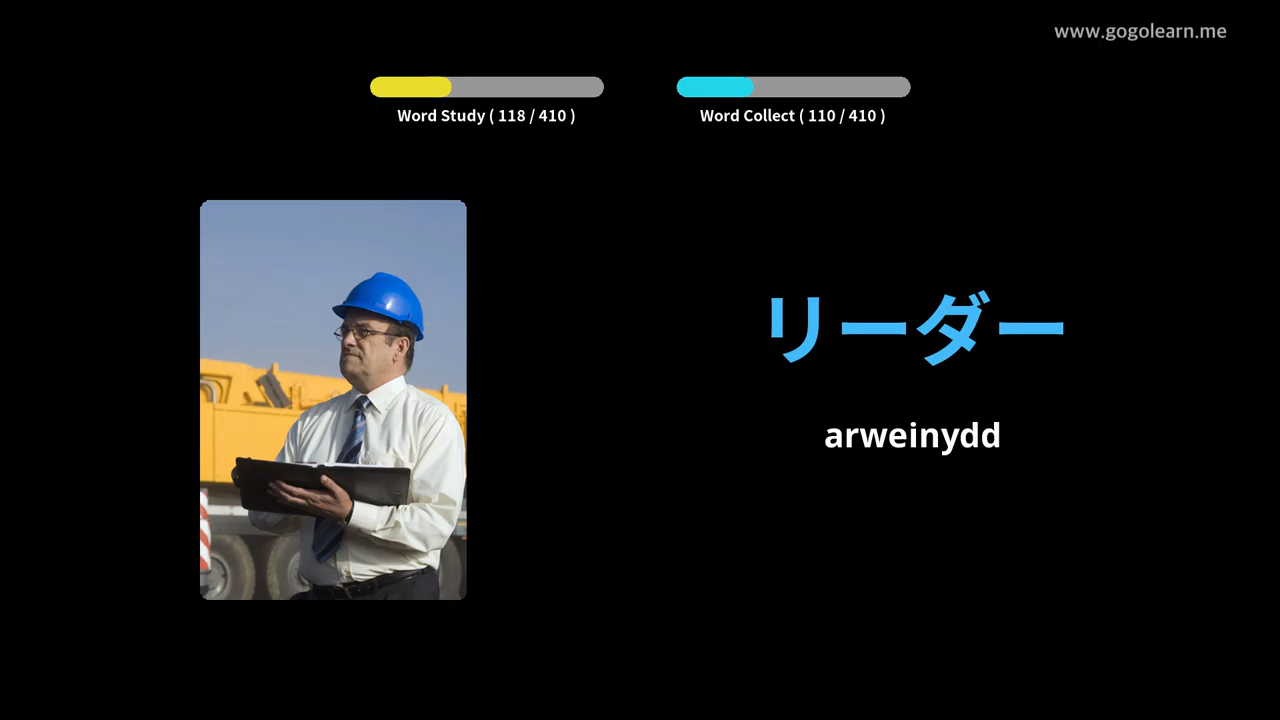 www.gogolearn.me
Word Study ( 118 / 410 )
Word Collect ( 110 / 410 )
リーダー
arweinydd